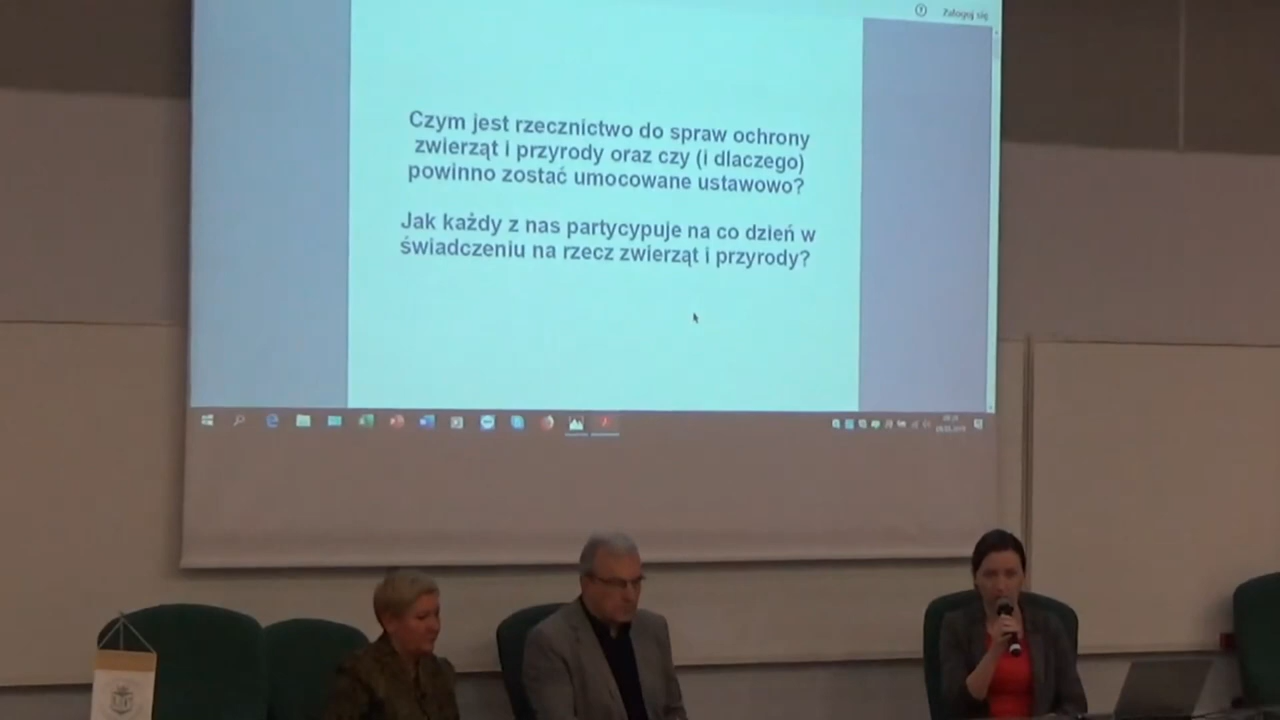 Zaloguj się
Czym jest rzecznictwo do spraw ochrony
zwierząt i przyrody oraz czy (i dlaczego)
powinno zostać umocowane ustawowo?
Jak każdy z nas partycypuje na co dzień w
świadczeniu na rzecz zwierząt i przyrody?